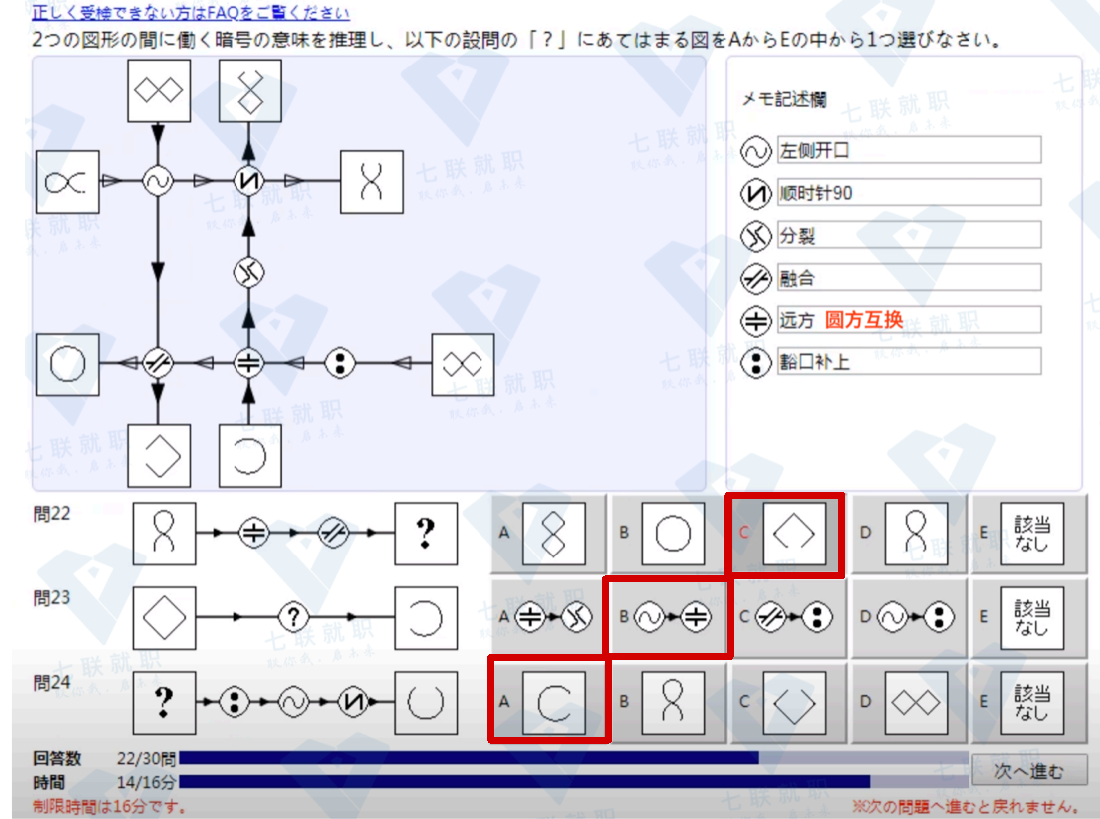 正しく受検できない方はFAQをご覧ください
2つの図形の間に働く暗号の意味を推理し、以下の設問の「？」にあてはまる図をAからEの中から1つ選びなさい。
メモ記述欄
左侧开口
顺时针90
分裂
融合
远方 圆方互换
豁口补上
問22
?
A
B
C
D
E 該当なし
問23
?
A
B
C
D
E 該当なし
問24
?
A
B
C
D
E 該当なし
回答数 22/30問
時間 14/16分
次へ進む
制限時間は16分です。
※次の問題へ進むと戻れません。
七联就职